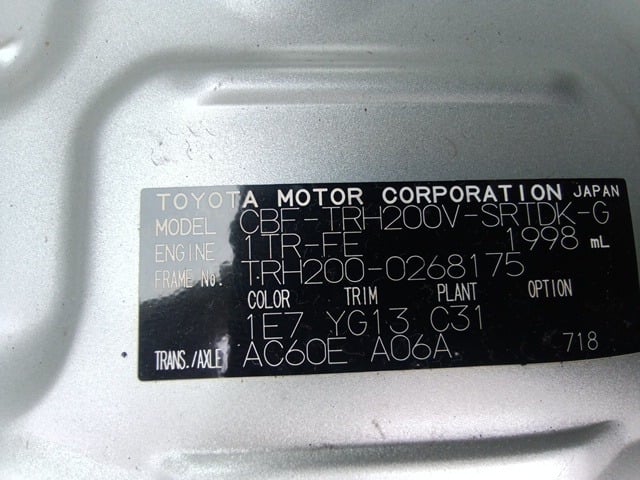 TOYOTA MOTOR CORPORATION JAPAN
MODEL CBF-TRH200V-SRTDK-G
ENGINE 1TR-FE 1998 mL
FRAME No. TRH200-0268175
COLOR TRIM PLANT OPTION
1E7 YG13 C31
TRANS./AXLE AC60E A06A 718